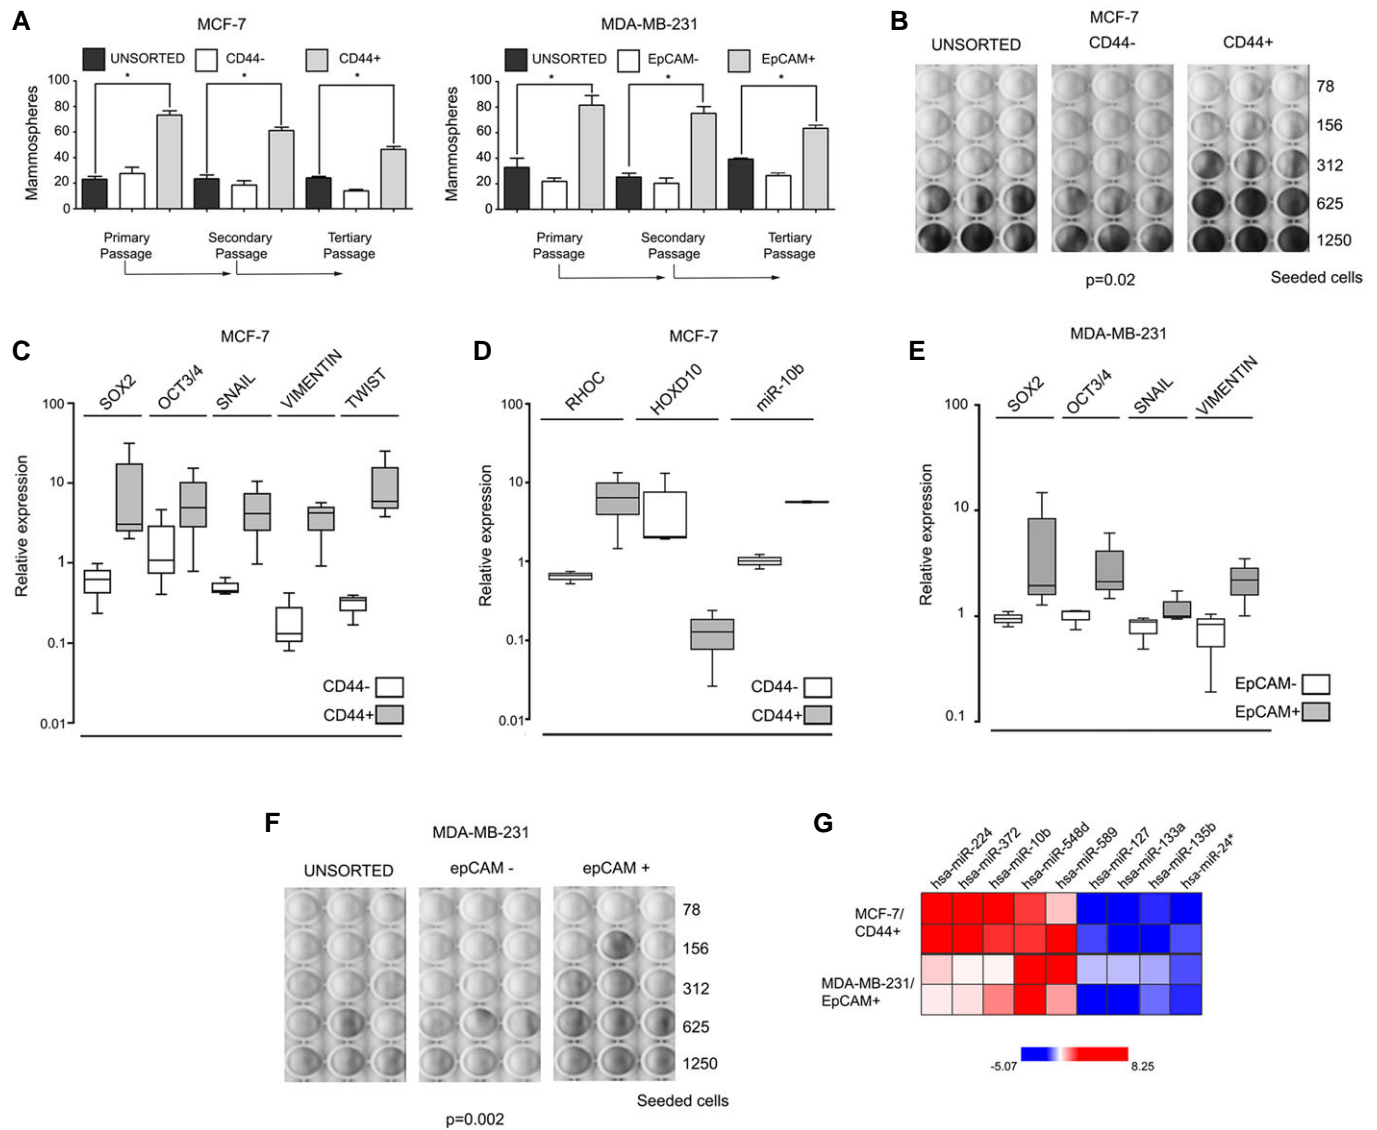 A
MCF-7
UNSORTED CD44- CD44+
* * *
Mammospheres
100
80
60
40
20
0
Primary Passage
Secondary Passage
Tertiary Passage
MDA-MB-231
UNSORTED EpCAM- EpCAM+
* * *
Mammospheres
100
80
60
40
20
0
Primary Passage
Secondary Passage
Tertiary Passage
B
MCF-7
UNSORTED CD44- CD44+
78
156
312
625
1250
p=0.02
Seeded cells
C
MCF-7
SOX2 OCT3/4 SNAIL VIMENTIN TWIST
Relative expression
100
10
1
0.1
0.01
CD44-
CD44+
D
MCF-7
RHOC HOXD10 miR-10b
Relative expression
100
10
1
0.1
0.01
CD44-
CD44+
E
MDA-MB-231
SOX2 OCT3/4 SNAIL VIMENTIN
Relative expression
100
10
1
0.1
EpCAM-
EpCAM+
F
MDA-MB-231
UNSORTED epCAM - epCAM +
78
156
312
625
1250
Seeded cells
p=0.002
G
hsa-miR-224
hsa-miR-372
hsa-miR-10b
hsa-miR-548d
hsa-miR-589
hsa-miR-127
hsa-miR-133a
hsa-miR-135b
hsa-miR-24*
MCF-7/
CD44+
MDA-MB-231/
EpCAM+
-5.07 8.25